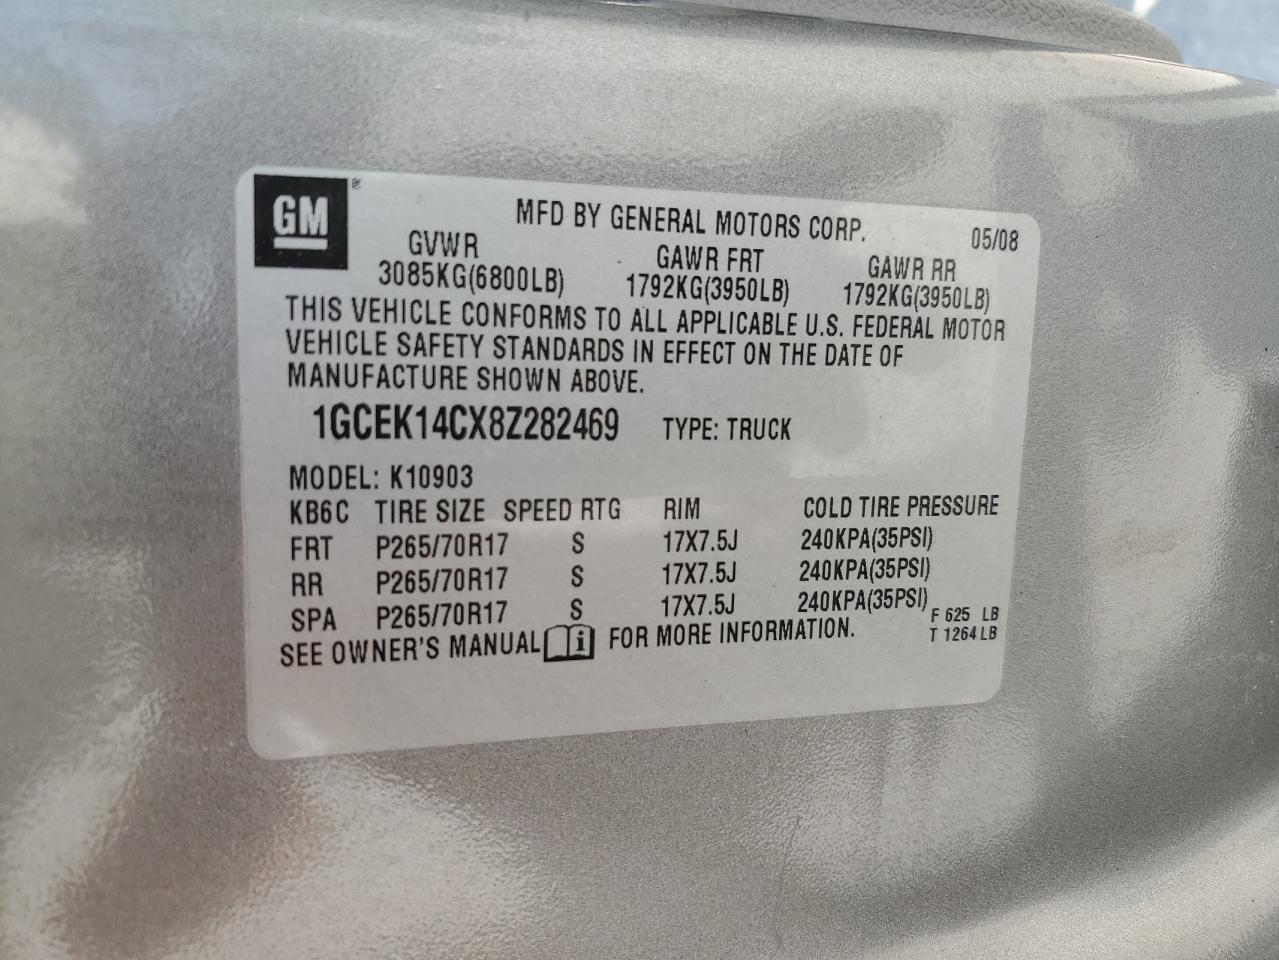 GM ®
MFD BY GENERAL MOTORS CORP. 05/08
GVWR GAWR FRT GAWR RR
3085KG(6800LB) 1792KG(3950LB) 1792KG(3950LB)
THIS VEHICLE CONFORMS TO ALL APPLICABLE U.S. FEDERAL MOTOR
VEHICLE SAFETY STANDARDS IN EFFECT ON THE DATE OF
MANUFACTURE SHOWN ABOVE.
1GCEK14CX8Z282469 TYPE: TRUCK
MODEL: K10903
KB6C TIRE SIZE SPEED RTG RIM COLD TIRE PRESSURE
FRT P265/70R17 S 17X7.5J 240KPA(35PSI)
RR P265/70R17 S 17X7.5J 240KPA(35PSI)
SPA P265/70R17 S 17X7.5J 240KPA(35PSI)
F 625 LB
SEE OWNER'S MANUAL i FOR MORE INFORMATION. T 1264 LB